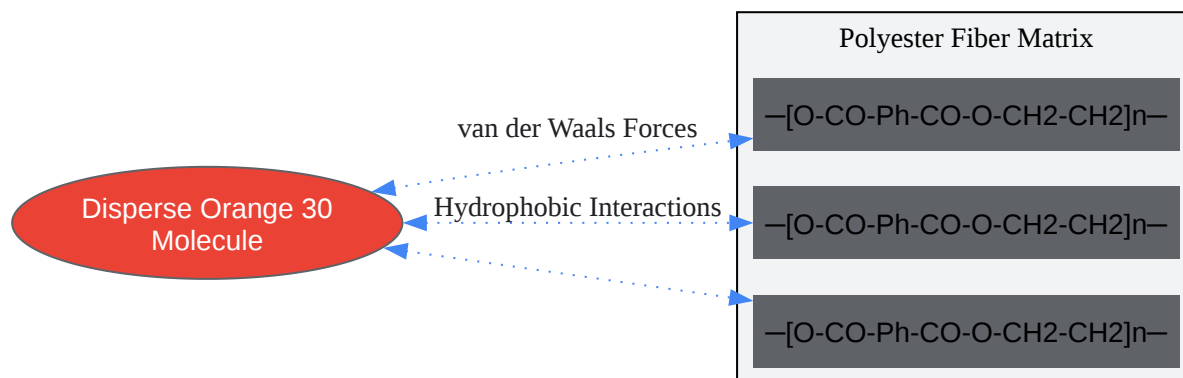 Polyester Fiber Matrix
─[O-CO-Ph-CO-O-CH2-CH2]n─
van der Waals Forces
Disperse Orange 30
Molecule
Hydrophobic Interactions
─[O-CO-Ph-CO-O-CH2-CH2]n─
─[O-CO-Ph-CO-O-CH2-CH2]n─